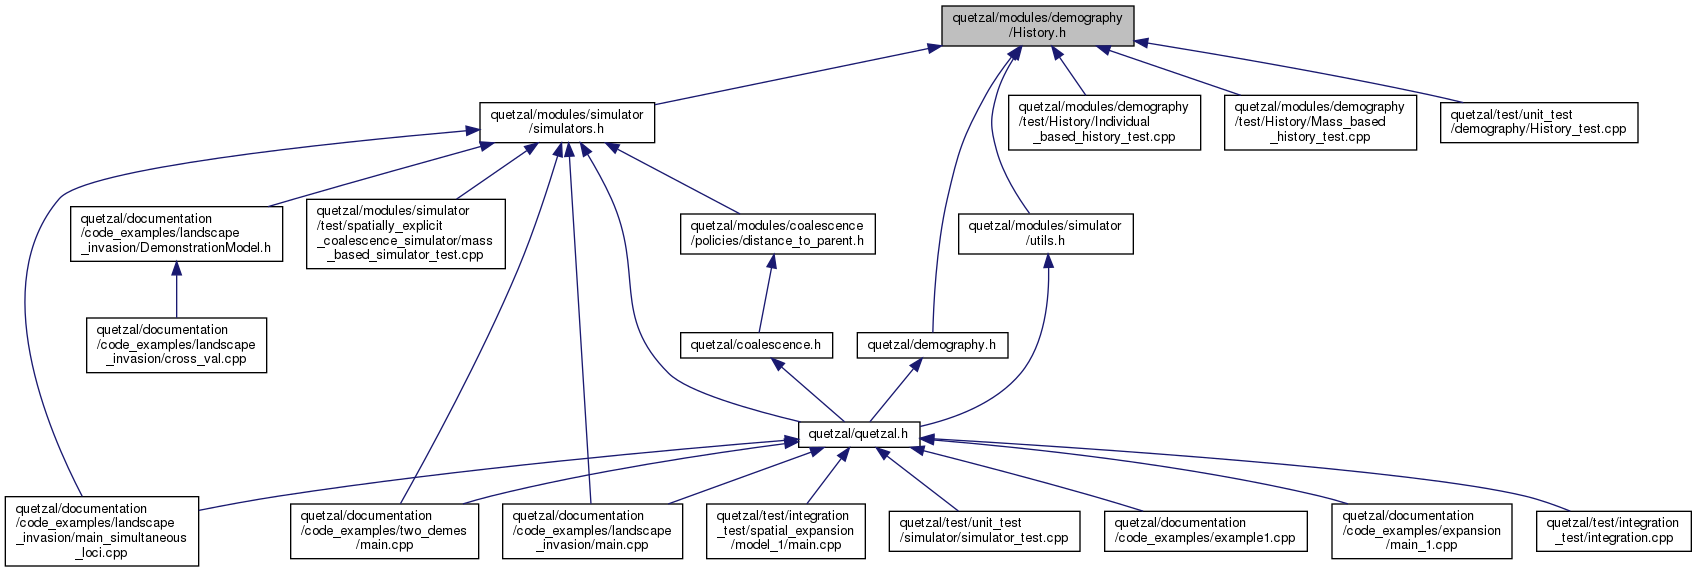 quetzal/modules/demography
/History.h
quetzal/modules/simulator
/simulators.h
quetzal/modules/demography
/test/History/Individual
_based_history_test.cpp
quetzal/modules/demography
/test/History/Mass_based
_history_test.cpp
quetzal/test/unit_test
/demography/History_test.cpp
quetzal/documentation
/code_examples/landscape
_invasion/DemonstrationModel.h
quetzal/modules/simulator
/test/spatially_explicit
_coalescence_simulator/mass
_based_simulator_test.cpp
quetzal/modules/coalescence
/policies/distance_to_parent.h
quetzal/modules/simulator
/utils.h
quetzal/documentation
/code_examples/landscape
_invasion/cross_val.cpp
quetzal/coalescence.h
quetzal/demography.h
quetzal/quetzal.h
quetzal/documentation
/code_examples/landscape
_invasion/main_simultaneous
_loci.cpp
quetzal/documentation
/code_examples/two_demes
/main.cpp
quetzal/documentation
/code_examples/landscape
_invasion/main.cpp
quetzal/test/integration
_test/spatial_expansion
/model_1/main.cpp
quetzal/test/unit_test
/simulator/simulator_test.cpp
quetzal/documentation
/code_examples/example1.cpp
quetzal/documentation
/code_examples/expansion
/main_1.cpp
quetzal/test/integration
_test/integration.cpp